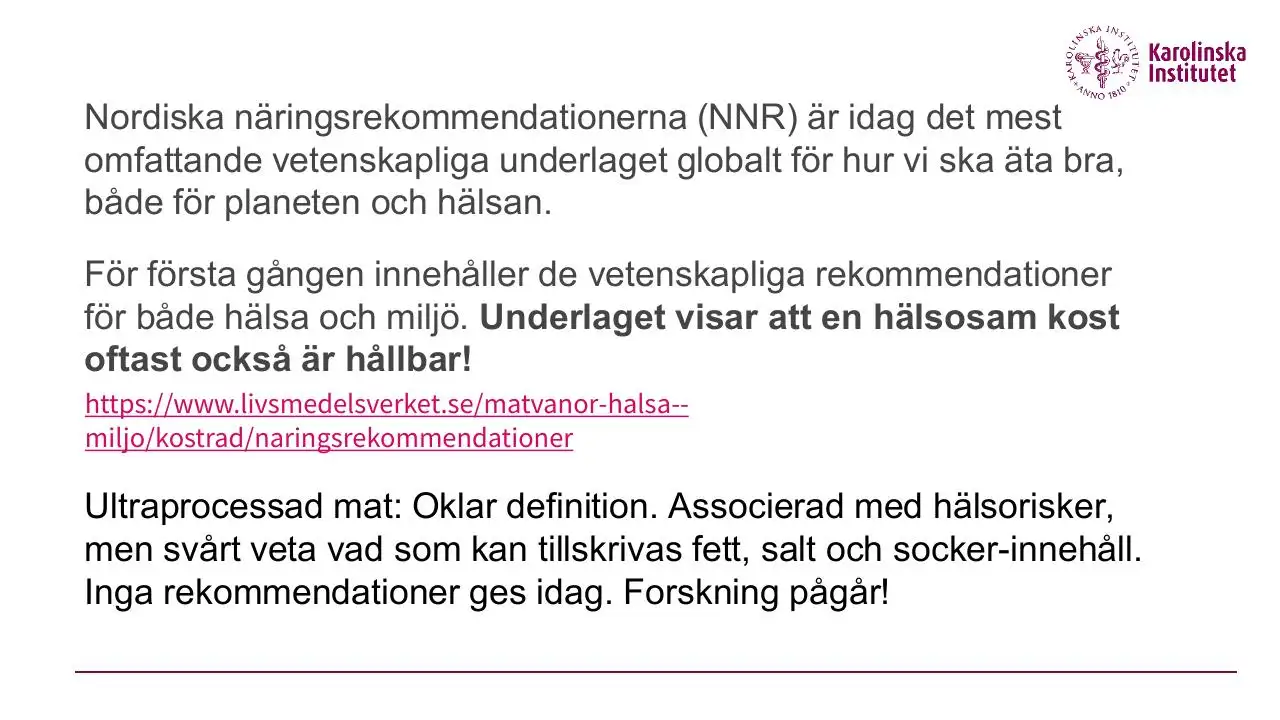 KAROLINSKA INSTITUTET
ANNO 1810
Karolinska
Institutet
Nordiska näringsrekommendationerna (NNR) är idag det mest
omfattande vetenskapliga underlaget globalt för hur vi ska äta bra,
både för planeten och hälsan.
För första gången innehåller de vetenskapliga rekommendationer
för både hälsa och miljö. Underlaget visar att en hälsosam kost
oftast också är hållbar!
https://www.livsmedelsverket.se/matvanor-halsa--
miljo/kostrad/naringsrekommendationer
Ultraprocessad mat: Oklar definition. Associerad med hälsorisker,
men svårt veta vad som kan tillskrivas fett, salt och socker-innehåll.
Inga rekommendationer ges idag. Forskning pågår!